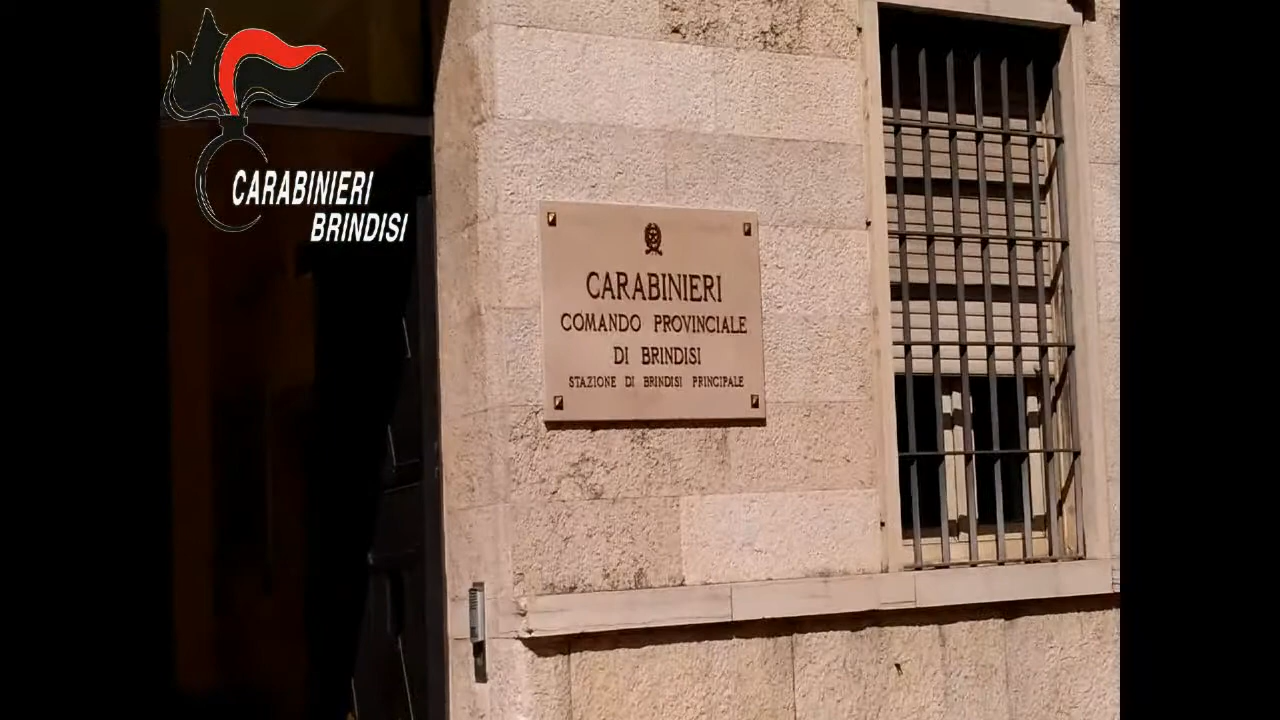 CARABINIERI
BRINDISI
CARABINIERI
COMANDO PROVINCIALE
DI BRINDISI
STAZIONE DI BRINDISI PRINCIPALE